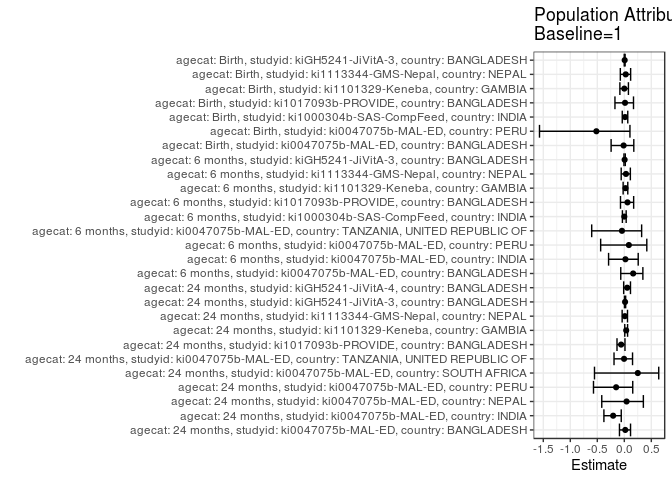 Population Attribu
Baseline=1
agecat: Birth, studyid: kiGH5241-JiVitA-3, country: BANGLADESH
agecat: Birth, studyid: ki1113344-GMS-Nepal, country: NEPAL
agecat: Birth, studyid: ki1101329-Keneba, country: GAMBIA
agecat: Birth, studyid: ki1017093b-PROVIDE, country: BANGLADESH
agecat: Birth, studyid: ki1000304b-SAS-CompFeed, country: INDIA
agecat: Birth, studyid: ki0047075b-MAL-ED, country: PERU
agecat: Birth, studyid: ki0047075b-MAL-ED, country: BANGLADESH
agecat: 6 months, studyid: kiGH5241-JiVitA-3, country: BANGLADESH
agecat: 6 months, studyid: ki1113344-GMS-Nepal, country: NEPAL
agecat: 6 months, studyid: ki1101329-Keneba, country: GAMBIA
agecat: 6 months, studyid: ki1017093b-PROVIDE, country: BANGLADESH
agecat: 6 months, studyid: ki1000304b-SAS-CompFeed, country: INDIA
agecat: 6 months, studyid: ki0047075b-MAL-ED, country: TANZANIA, UNITED REPUBLIC OF
agecat: 6 months, studyid: ki0047075b-MAL-ED, country: PERU
agecat: 6 months, studyid: ki0047075b-MAL-ED, country: INDIA
agecat: 6 months, studyid: ki0047075b-MAL-ED, country: BANGLADESH
agecat: 24 months, studyid: kiGH5241-JiVitA-4, country: BANGLADESH
agecat: 24 months, studyid: kiGH5241-JiVitA-3, country: BANGLADESH
agecat: 24 months, studyid: ki1113344-GMS-Nepal, country: NEPAL
agecat: 24 months, studyid: ki1101329-Keneba, country: GAMBIA
agecat: 24 months, studyid: ki1017093b-PROVIDE, country: BANGLADESH
agecat: 24 months, studyid: ki0047075b-MAL-ED, country: TANZANIA, UNITED REPUBLIC OF
agecat: 24 months, studyid: ki0047075b-MAL-ED, country: SOUTH AFRICA
agecat: 24 months, studyid: ki0047075b-MAL-ED, country: PERU
agecat: 24 months, studyid: ki0047075b-MAL-ED, country: NEPAL
agecat: 24 months, studyid: ki0047075b-MAL-ED, country: INDIA
agecat: 24 months, studyid: ki0047075b-MAL-ED, country: BANGLADESH
-1.5 -1.0 -0.5 0.0 0.5
Estimate